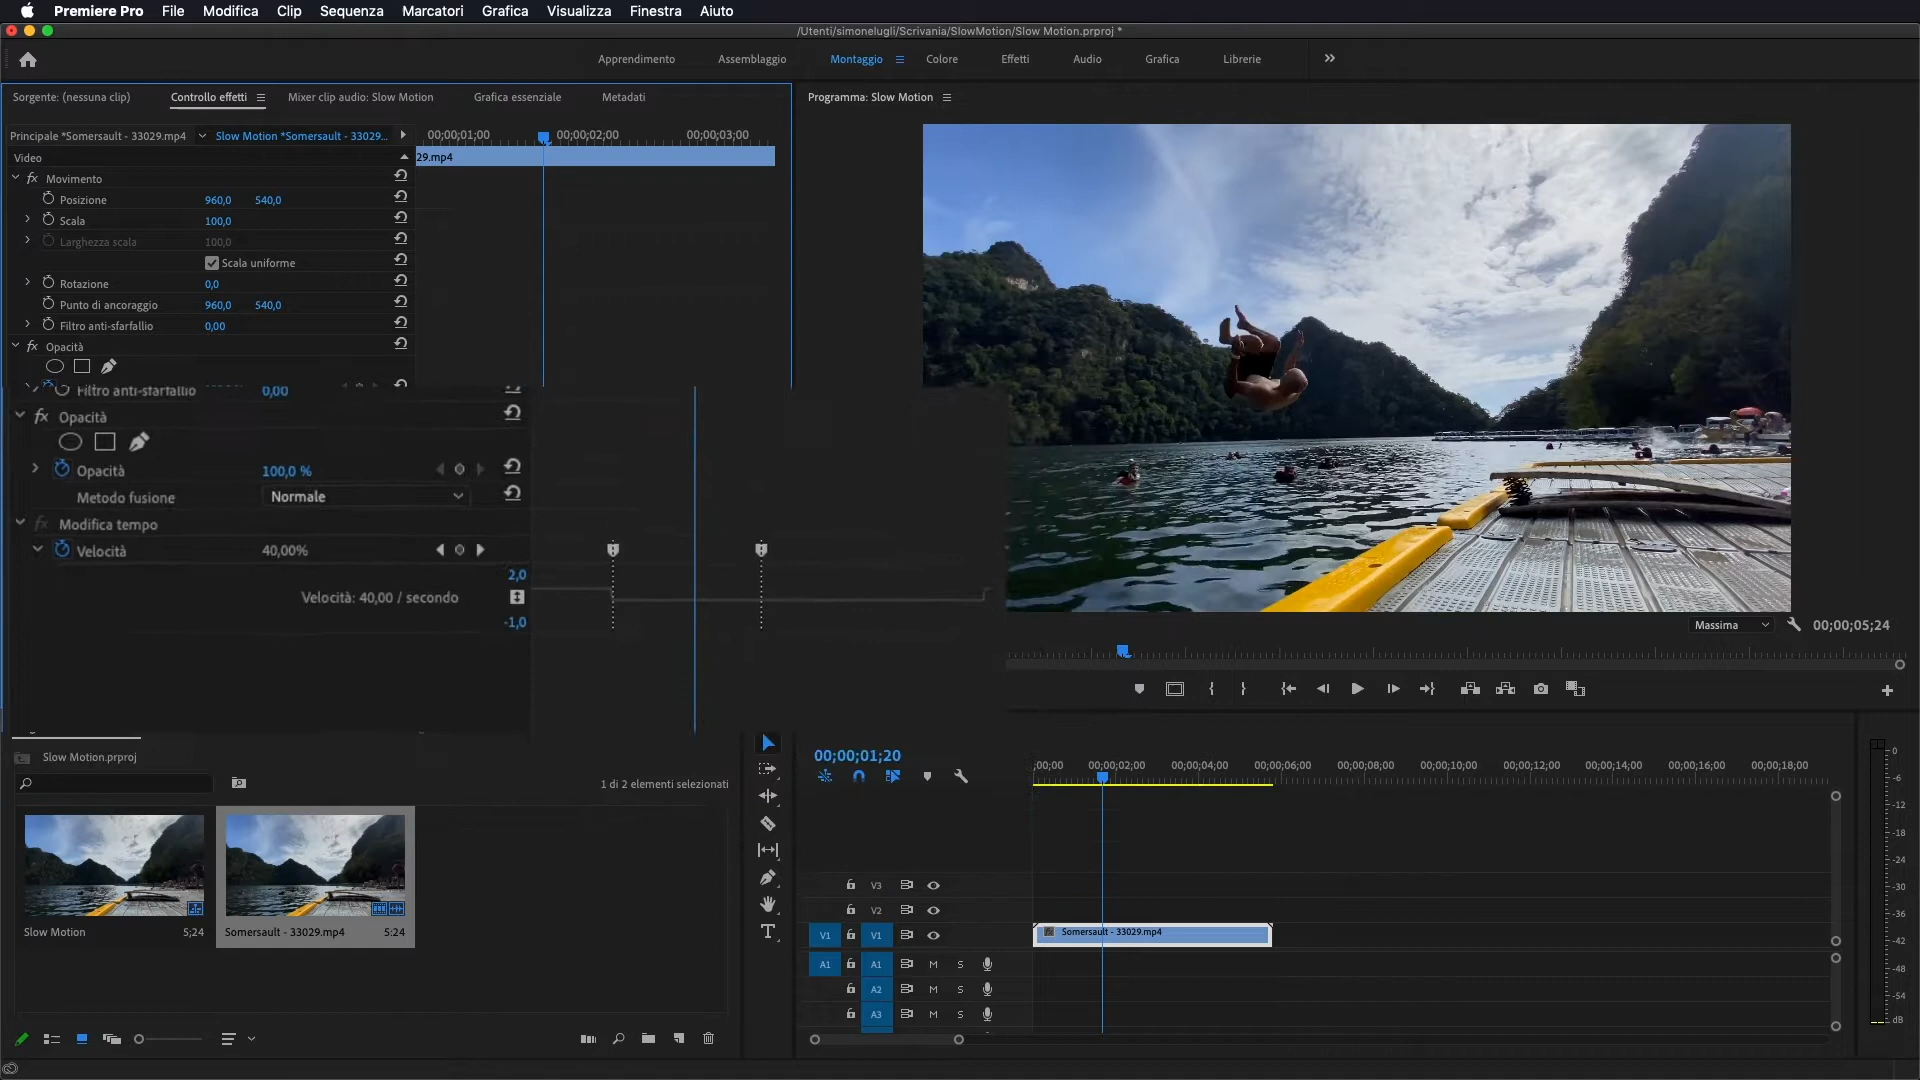 Premiere Pro File Modifica Clip Sequenza Marcatori Grafica Visualizza Finestra Aiuto
/Utenti/simonelugli/Scrivania/SlowMotion/Slow Motion.prproj *
Apprendimento Assemblaggio Montaggio Colore Effetti Audio Grafica Librerie
Sorgente: (nessuna clip) Controllo effetti Mixer clip audio: Slow Motion Grafica essenziale Metadati
Programma: Slow Motion
Principale *Somersault - 33029.mp4 Slow Motion *Somersault - 33029...
00;00;01;00 00;00;02;00 00;00;03;00
Video 29.mp4
fx Movimento
Posizione 960,0 540,0
Scala 100,0
Larghezza scala 100,0
Scala uniforme
Rotazione 0,0
Punto di ancoraggio 960,0 540,0
Filtro anti-sfarfallio 0,00
fx Opacità
Filtro anti-sfarfallio 0,00
fx Opacità
Opacità 100,0 %
Metodo fusione Normale
fx Modifica tempo
Velocità 40,00%
2,0
Velocità: 40,00 / secondo
-1,0
Massima 00;00;05;24
Slow Motion.prproj
1 di 2 elementi selezionati
Slow Motion 5;24
Somersault - 33029.mp4 5:24
00;00;01;20
;00;00 00;00;02;00 00;00;04;00 00;00;06;00 00;00;08;00 00;00;10;00 00;00;12;00 00;00;14;00 00;00;16;00 00;00;18;00
V3
V2
V1 V1 Somersault - 33029.mp4
A1 A1 M S
A2 M S
A3 M S
0
-6
-12
-18
-24
-30
-36
-42
-48
-54
dB